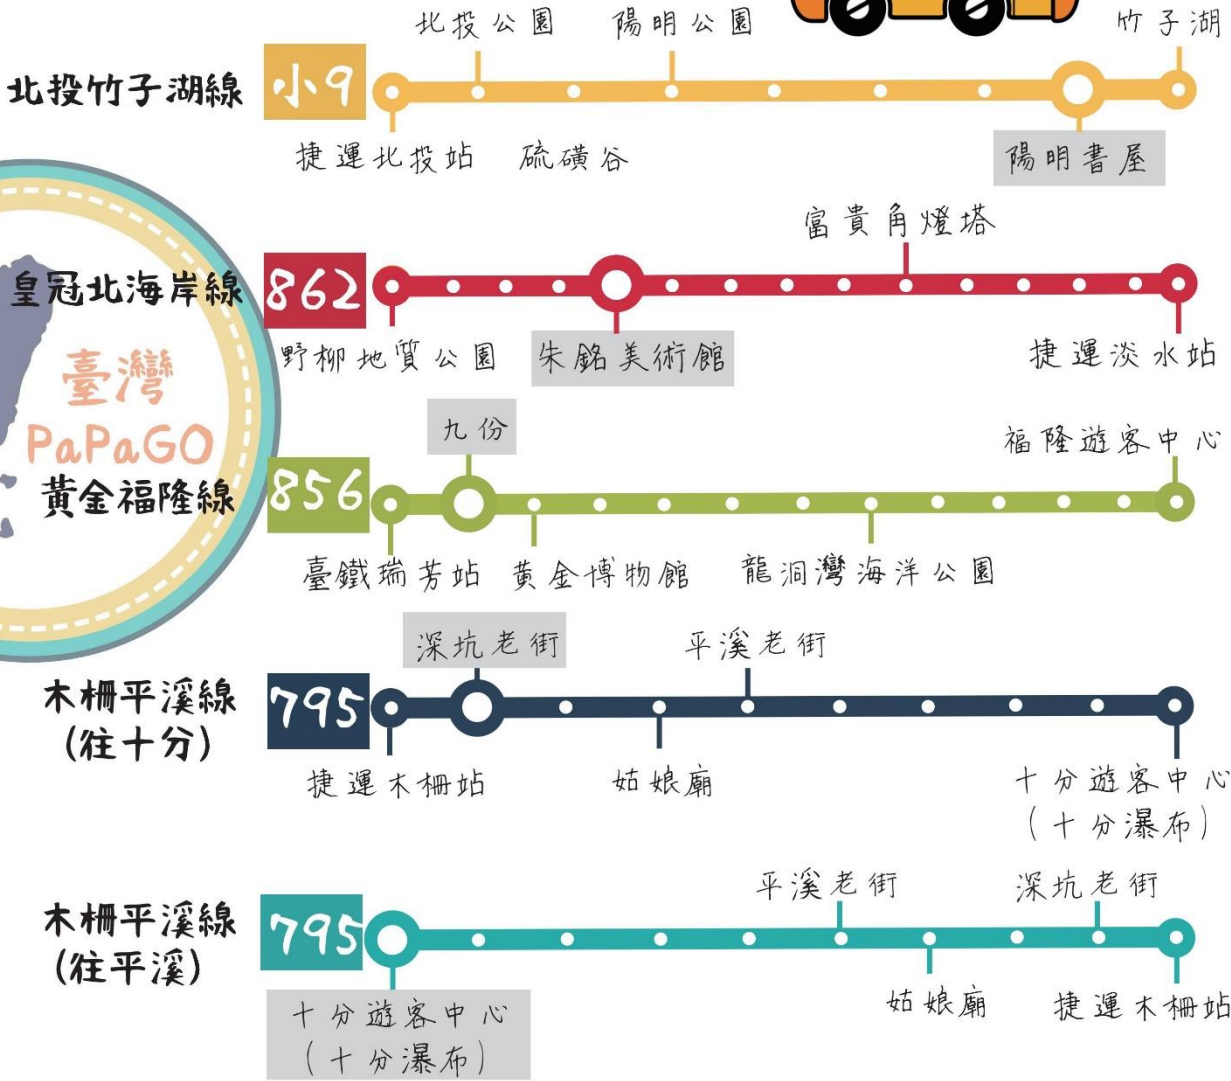 北投公園 陽明公園 竹子湖
北投竹子湖線 小9
捷運北投站 硫磺谷 陽明書屋
富貴角燈塔
皇冠北海岸線 862
野柳地質公園 朱銘美術館 捷運淡水站
臺灣
PaPaGO
九份 福隆遊客中心
黃金福隆線 856
臺鐵瑞芳站 黃金博物館 龍洞灣海洋公園
深坑老街 平溪老街
木柵平溪線 795
(往十分)
捷運木柵站 姑娘廟 十分遊客中心
(十分瀑布)
平溪老街 深坑老街
木柵平溪線 795
(往平溪)
十分遊客中心 姑娘廟 捷運木柵站
(十分瀑布)